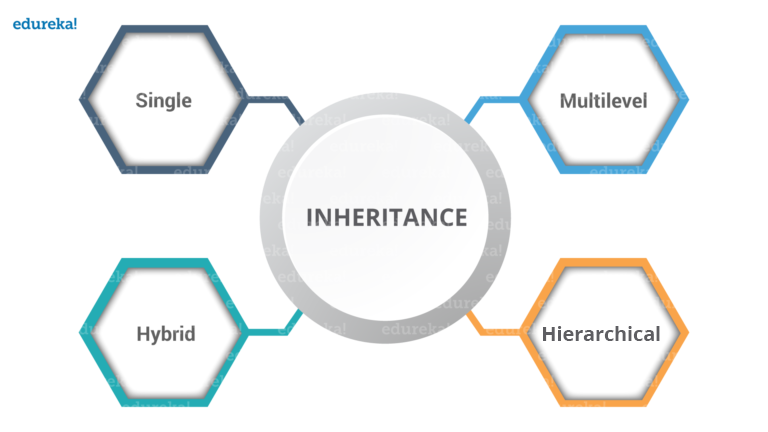 edureka!
Single
Multilevel
INHERITANCE
Hybrid
Hierarchical